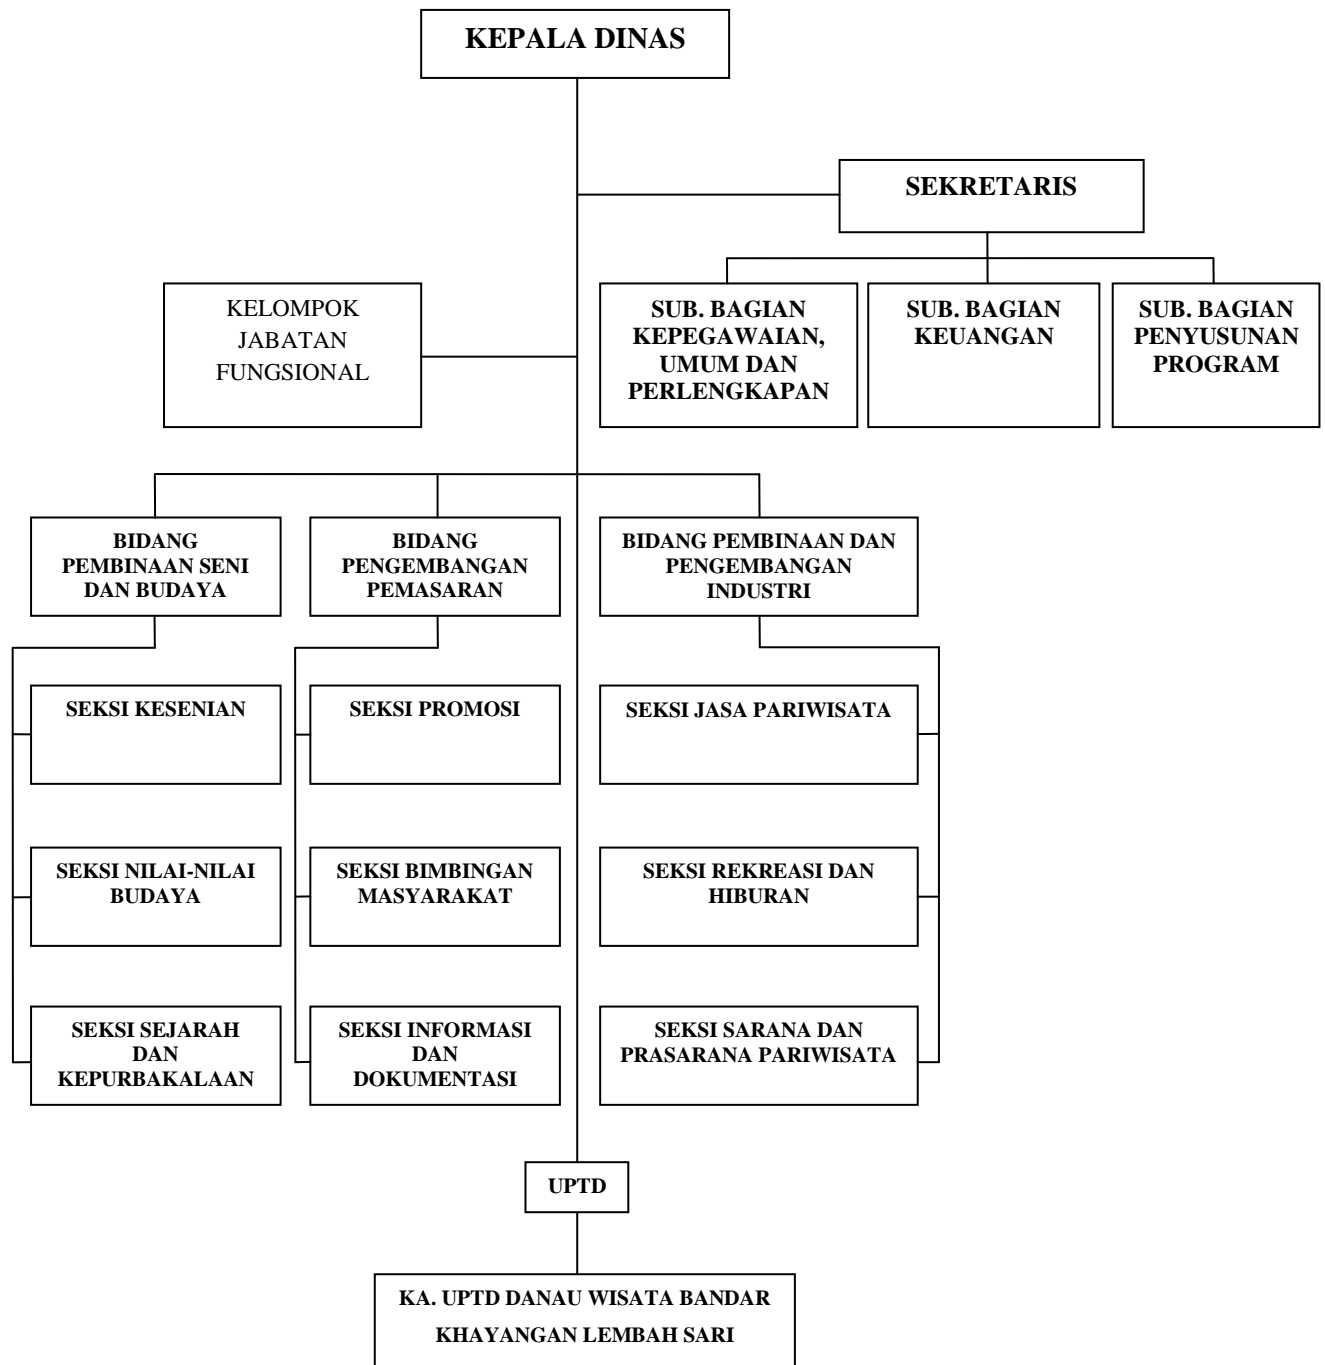 KEPALA DINAS
SEKRETARIS
KELOMPOK
JABATAN
FUNGSIONAL
SUB. BAGIAN
KEPEGAWAIAN,
UMUM DAN
PERLENGKAPAN
SUB. BAGIAN
KEUANGAN
SUB. BAGIAN
PENYUSUNAN
PROGRAM
BIDANG
PEMBINAAN SENI
DAN BUDAYA
BIDANG
PENGEMBANGAN
PEMASARAN
BIDANG PEMBINAAN DAN
PENGEMBANGAN
INDUSTRI
SEKSI KESENIAN
SEKSI PROMOSI
SEKSI JASA PARIWISATA
SEKSI NILAI-NILAI
BUDAYA
SEKSI BIMBINGAN
MASYARAKAT
SEKSI REKREASI DAN
HIBURAN
SEKSI SEJARAH
DAN
KEPURBAKALAAN
SEKSI INFORMASI
DAN
DOKUMENTASI
SEKSI SARANA DAN
PRASARANA PARIWISATA
UPTD
KA. UPTD DANAU WISATA BANDAR
KHAYANGAN LEMBAH SARI